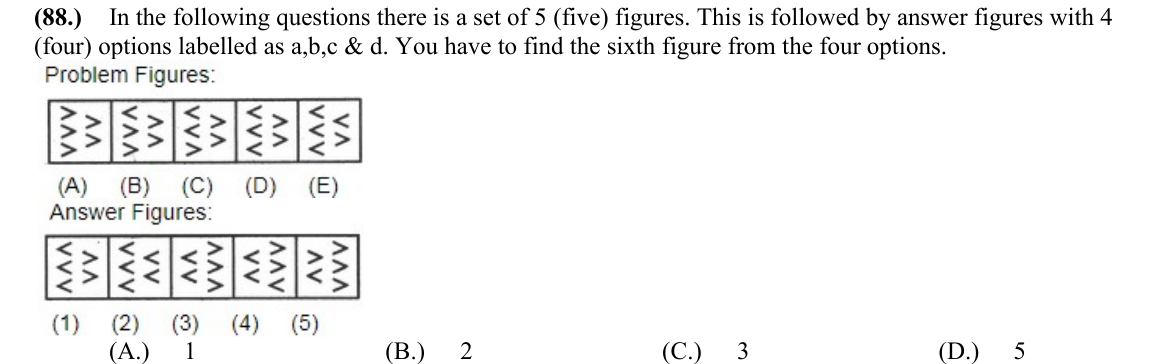 (88.) In the following questions there is a set of 5 (five) figures. This is followed by answer figures with 4
(four) options labelled as a,b,c & d. You have to find the sixth figure from the four options.
Problem Figures:
(A) (B) (C) (D) (E)
Answer Figures:
(1) (2) (3) (4) (5)
(A.) 1 (B.) 2 (C.) 3 (D.) 5